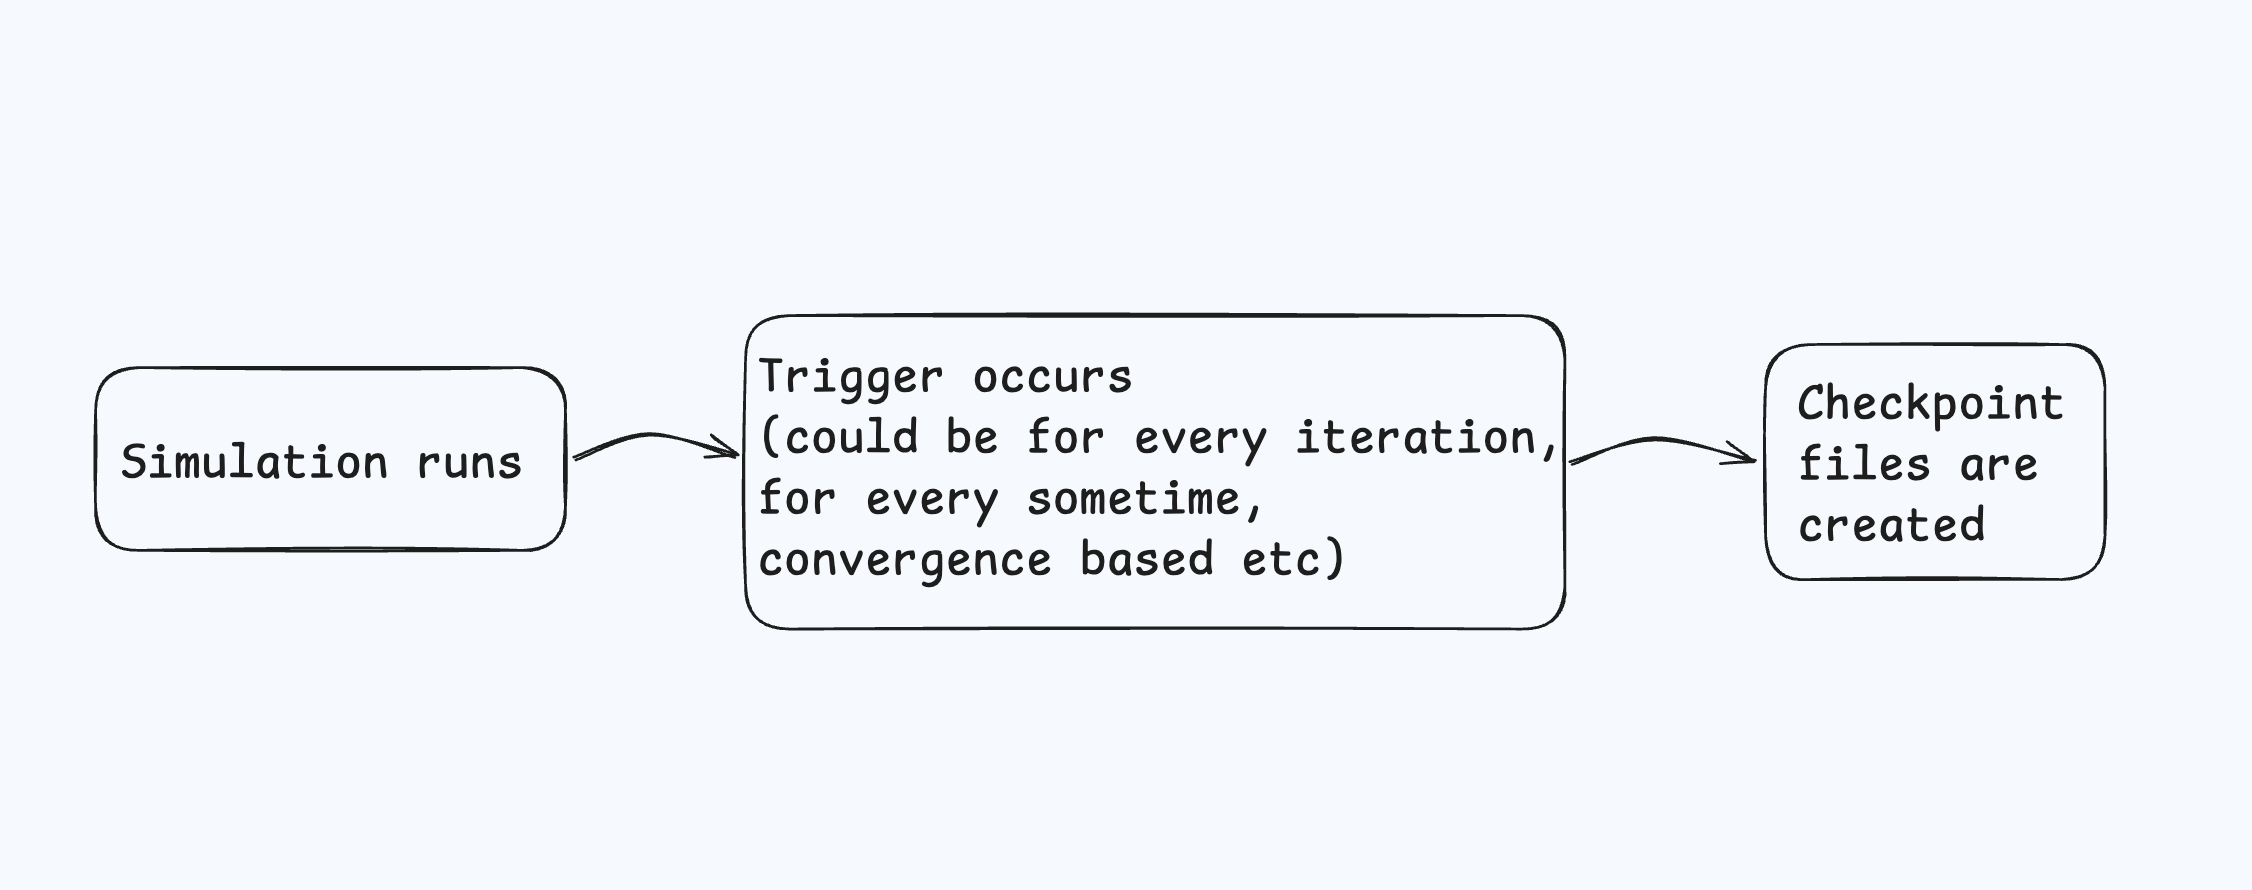 Simulation runs
Trigger occurs
(could be for every iteration,
for every sometime,
convergence based etc)
Checkpoint
files are
created